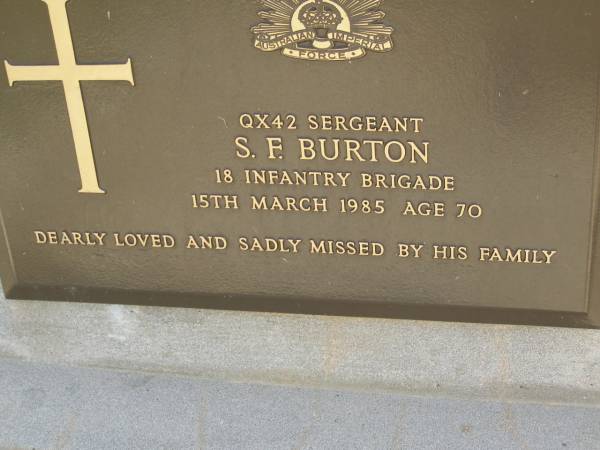 AUSTRALIAN IMPERIAL
FORCE
QX42 SERGEANT
S. F. BURTON
18 INFANTRY BRIGADE
15TH MARCH 1985 AGE 70
DEARLY LOVED AND SADLY MISSED BY HIS FAMILY